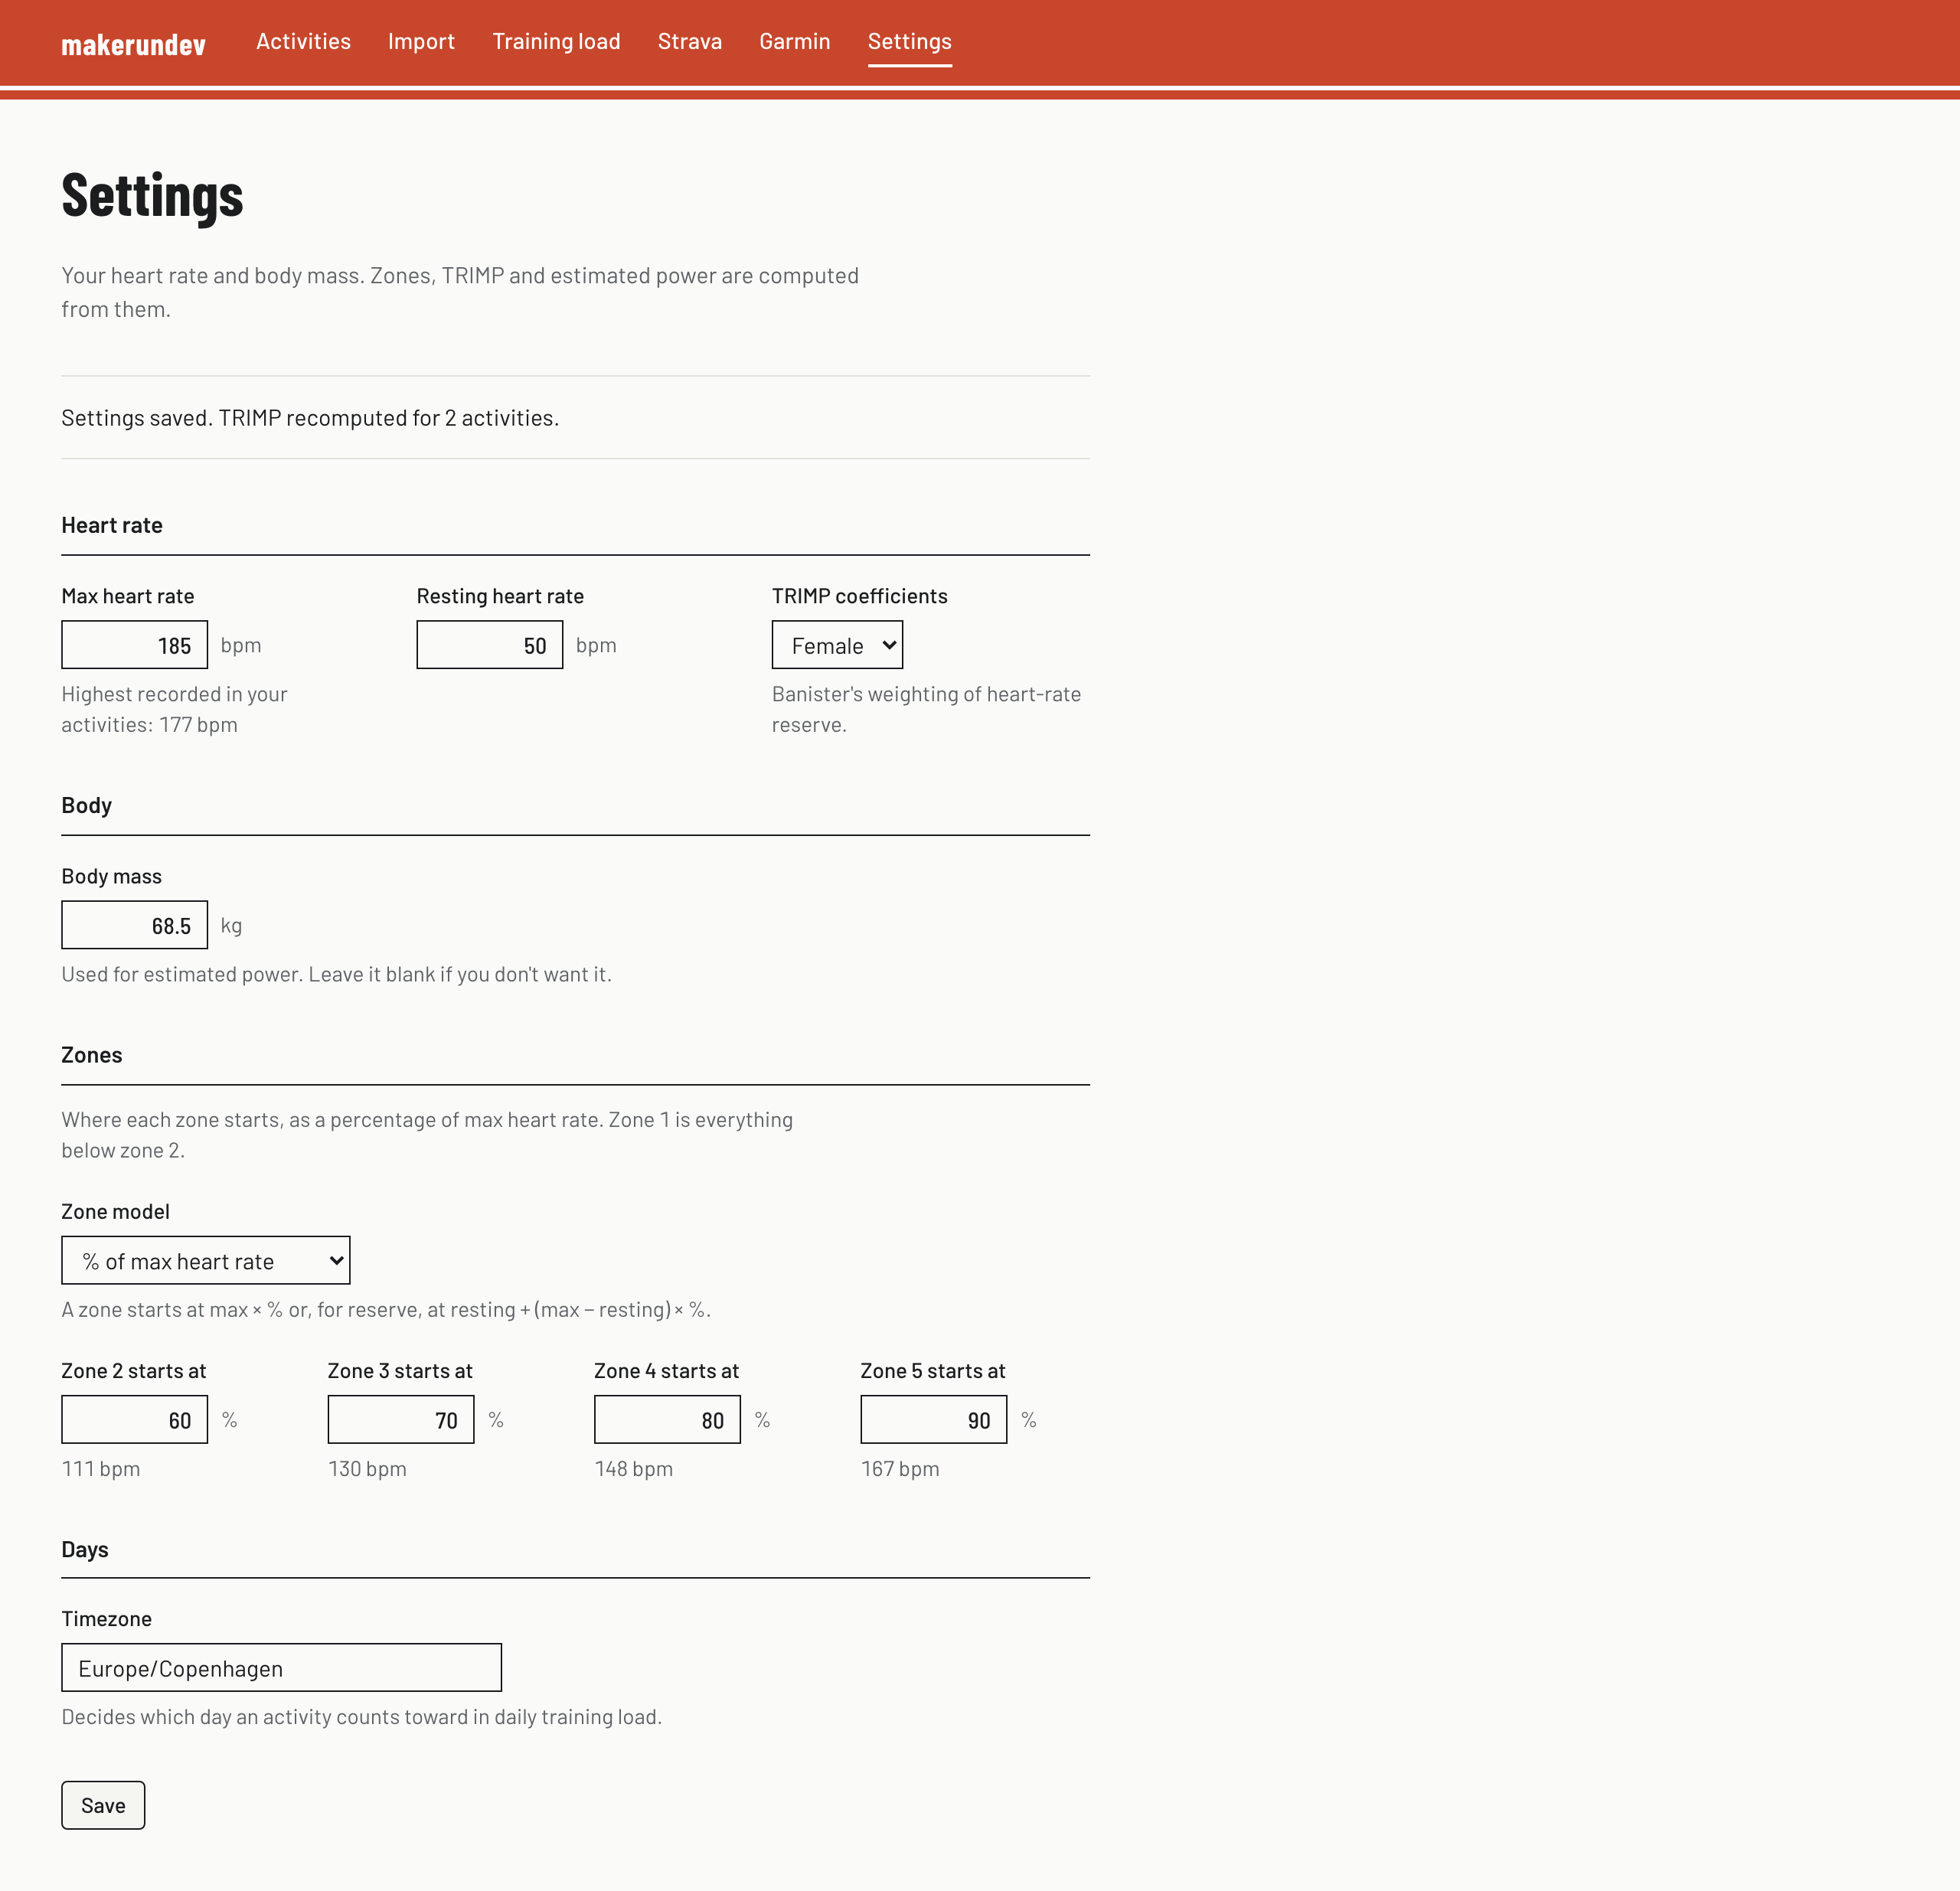 makerundev
Activities
Import
Training load
Strava
Garmin
Settings
Settings
Your heart rate and body mass. Zones, TRIMP and estimated power are computed
from them.
Settings saved. TRIMP recomputed for 2 activities.
Heart rate
Max heart rate
185 bpm
Highest recorded in your
activities: 177 bpm
Resting heart rate
50 bpm
TRIMP coefficients
Female
Banister's weighting of heart-rate
reserve.
Body
Body mass
68.5 kg
Used for estimated power. Leave it blank if you don't want it.
Zones
Where each zone starts, as a percentage of max heart rate. Zone 1 is everything
below zone 2.
Zone model
% of max heart rate
A zone starts at max × % or, for reserve, at resting + (max − resting) × %.
Zone 2 starts at
60 %
111 bpm
Zone 3 starts at
70 %
130 bpm
Zone 4 starts at
80 %
148 bpm
Zone 5 starts at
90 %
167 bpm
Days
Timezone
Europe/Copenhagen
Decides which day an activity counts toward in daily training load.
Save